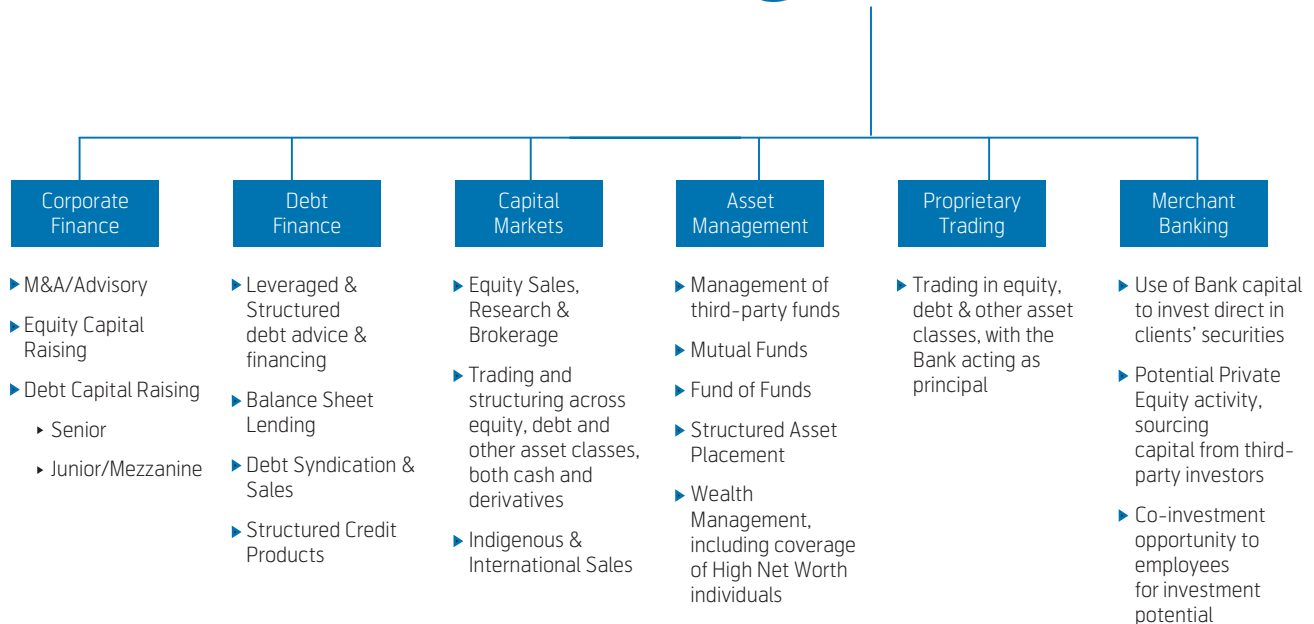 Corporate
Finance
▶ M&A/Advisory
▶ Equity Capital
Raising
▶ Debt Capital Raising
▸ Senior
▸ Junior/Mezzanine
Debt
Finance
▶ Leveraged &
Structured
debt advice &
financing
▶ Balance Sheet
Lending
▶ Debt Syndication &
Sales
▶ Structured Credit
Products
Capital
Markets
▶ Equity Sales,
Research &
Brokerage
▶ Trading and
structuring across
equity, debt and
other asset classes,
both cash and
derivatives
▶ Indigenous &
International Sales
Asset
Management
▶ Management of
third-party funds
▶ Mutual Funds
▶ Fund of Funds
▶ Structured Asset
Placement
▶ Wealth
Management,
including coverage
of High Net Worth
individuals
Proprietary
Trading
▶ Trading in equity,
debt & other asset
classes, with the
Bank acting as
principal
Merchant
Banking
▶ Use of Bank capital
to invest direct in
clients’ securities
▶ Potential Private
Equity activity,
sourcing
capital from third-
party investors
▶ Co-investment
opportunity to
employees
for investment
potential